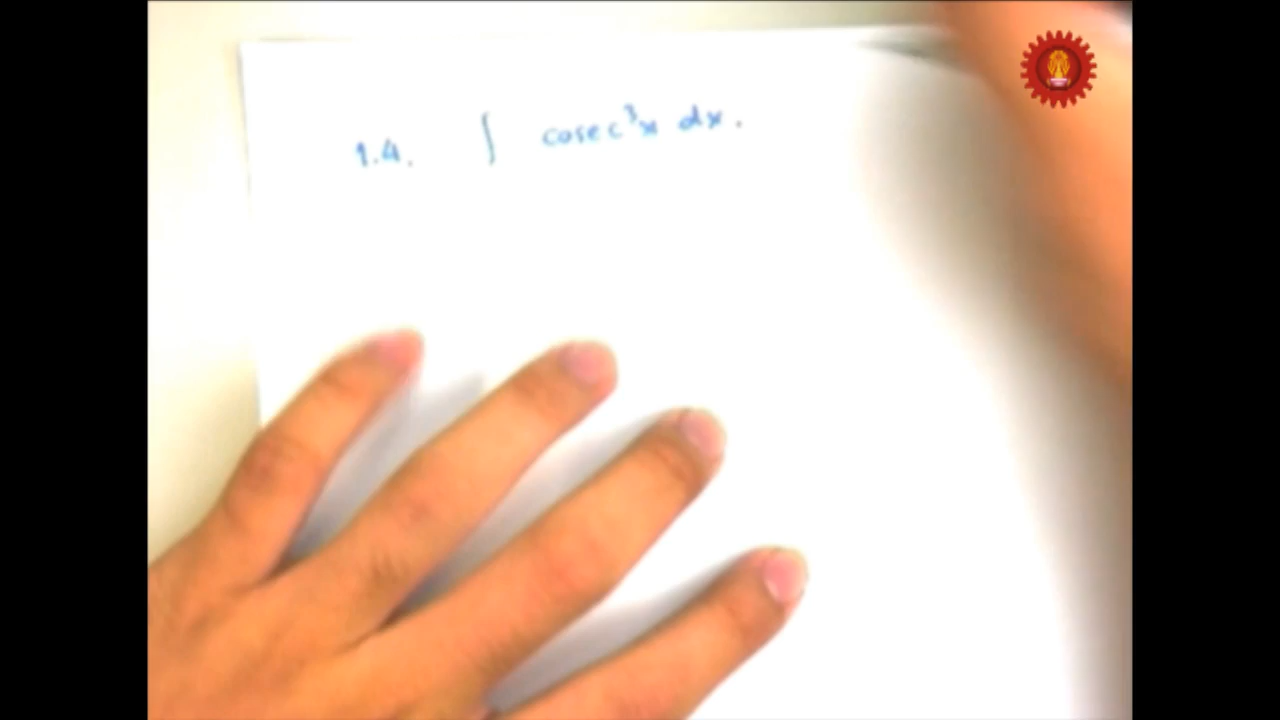 1.4. ∫ cosec³x dx.